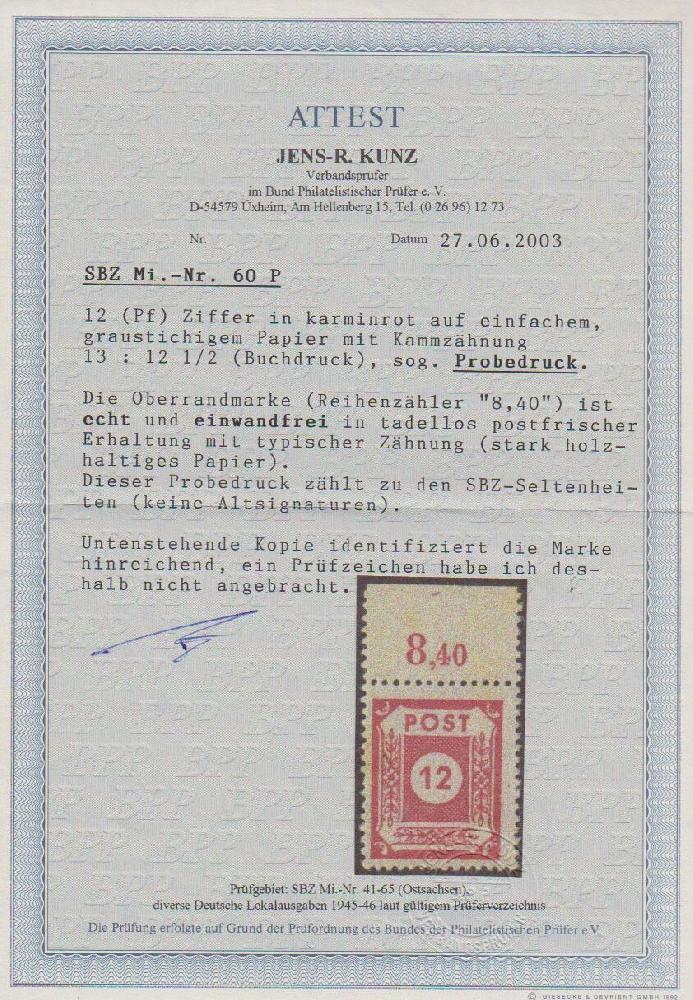 ATTEST
JENS-R. KUNZ
Verbandsprüfer
im Bund Philatelistischer Prüfer e. V.
D-54579 Üxheim, Am Hellenberg 15, Tel. (0 26 96) 12 73
Nr. Datum 27.06.2003
SBZ Mi.-Nr. 60 P
12 (Pf) Ziffer in karminrot auf einfachem,
graustichigem Papier mit Kammzähnung
13 : 12 1/2 (Buchdruck), sog. Probedruck.
Die Oberrandmarke (Reihenzähler "8,40") ist
echt und einwandfrei in tadellos postfrischer
Erhaltung mit typischer Zähnung (stark holz-
haltiges Papier).
Dieser Probedruck zählt zu den SBZ-Seltenhei-
ten (keine Altsignaturen).
Untenstehende Kopie identifiziert die Marke
hinreichend, ein Prüfzeichen habe ich des-
halb nicht angebracht.
8,40
POST
12
Prüfgebiet: SBZ Mi.-Nr. 41-65 (Ostsachsen),
diverse Deutsche Lokalausgaben 1945-46 laut gültigem Prüferverzeichnis
Die Prüfung erfolgte auf Grund der Prüfordnung des Bundes der Philatelistischen Prüfer e.V.
© GIESECKE & DEVRIENT GMBH